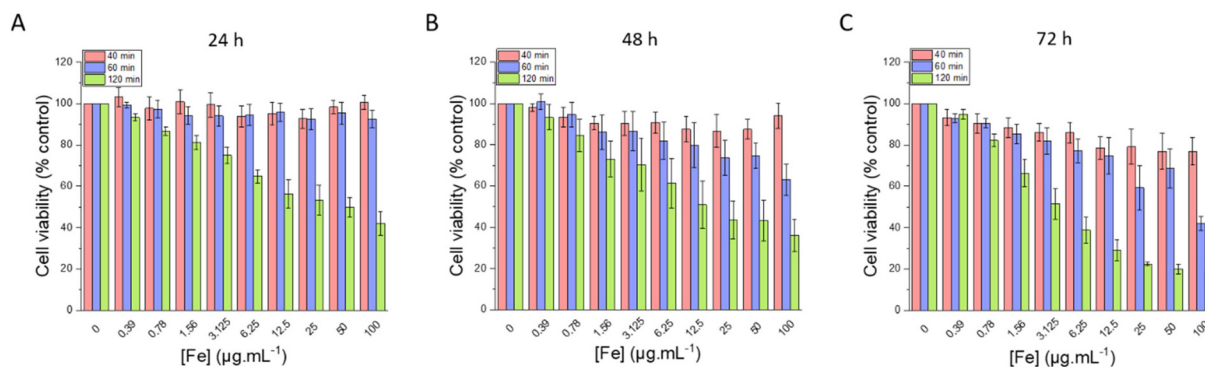 A
24 h
40 min
60 min
120 min
120
100
80
60
40
20
0
Cell viability (% control)
0 0.39 0.78 1.56 3.125 6.25 12.5 25 50 100
[Fe] (µg.mL⁻¹)
B
48 h
40 min
60 min
120 min
120
100
80
60
40
20
0
Cell viability (% control)
0 0.39 0.78 1.56 3.125 6.25 12.5 25 50 100
[Fe] (µg.mL⁻¹)
C
72 h
40 min
60 min
120 min
120
100
80
60
40
20
0
Cell viability (% control)
0 0.39 0.78 1.56 3.125 6.25 12.5 25 50 100
[Fe] (µg.mL⁻¹)